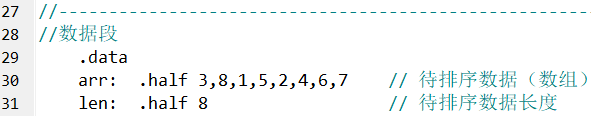 27 //----------------------------------------------------------
28 //数据段
29 .data
30 arr: .half 3,8,1,5,2,4,6,7 // 待排序数据（数组）
31 len: .half 8 // 待排序数据长度